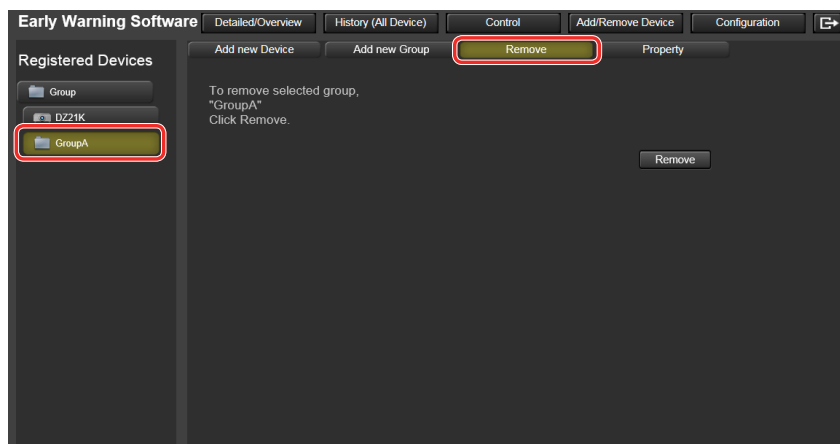 Early Warning Software
Detailed/Overview
History (All Device)
Control
Add/Remove Device
Configuration
Registered Devices
Group
DZ21K
GroupA
Add new Device
Add new Group
Remove
Property
To remove selected group,
"GroupA"
Click Remove.
Remove